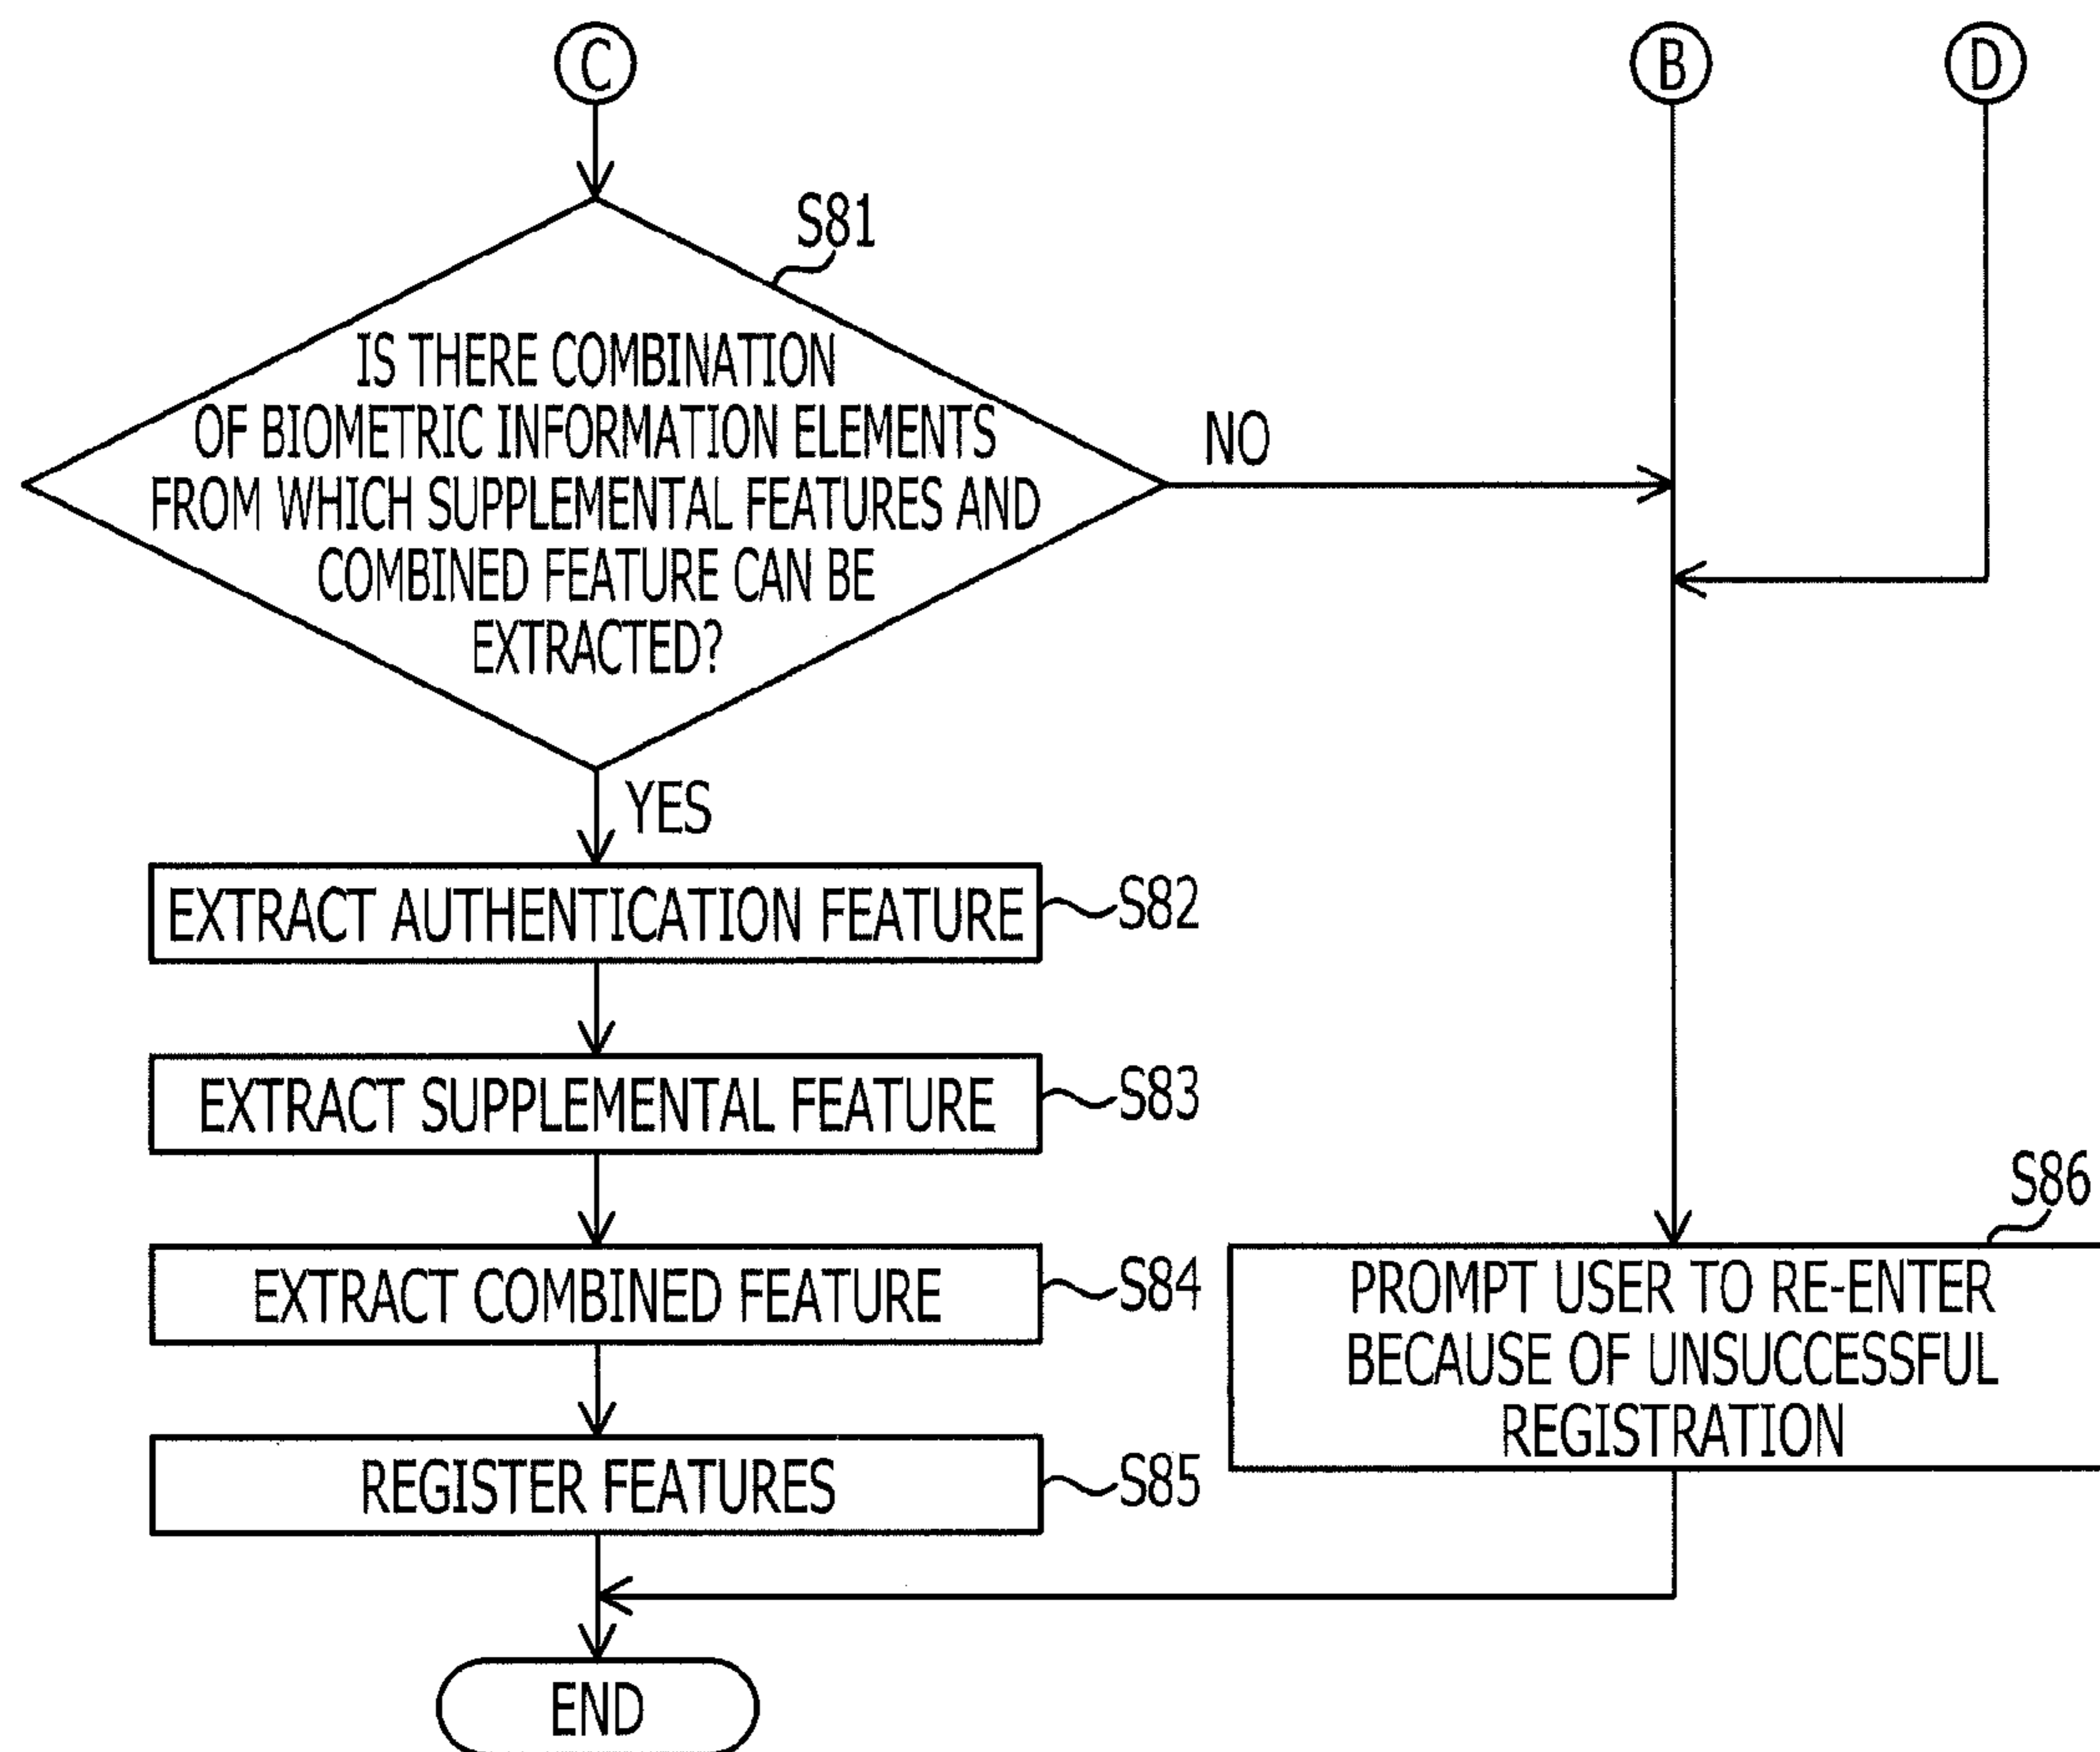 C
B
D
S81
IS THERE COMBINATION
OF BIOMETRIC INFORMATION ELEMENTS
FROM WHICH SUPPLEMENTAL FEATURES AND
COMBINED FEATURE CAN BE
EXTRACTED?
NO
YES
EXTRACT AUTHENTICATION FEATURE
S82
EXTRACT SUPPLEMENTAL FEATURE
S83
EXTRACT COMBINED FEATURE
S84
REGISTER FEATURES
S85
S86
PROMPT USER TO RE-ENTER
BECAUSE OF UNSUCCESSFUL
REGISTRATION
END